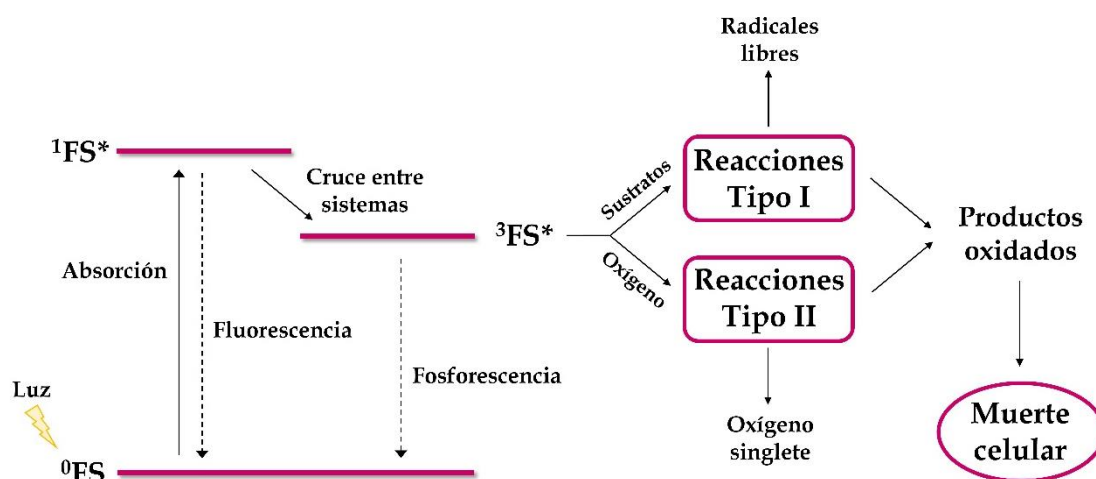 Radicales
libres
¹FS*
Cruce entre
sistemas
Sustratos
Reacciones
Tipo I
³FS*
Productos
oxidados
Absorción
Oxígeno
Reacciones
Tipo II
Fluorescencia
Fosforescencia
Luz
Oxígeno
singlete
Muerte
celular
⁰FS